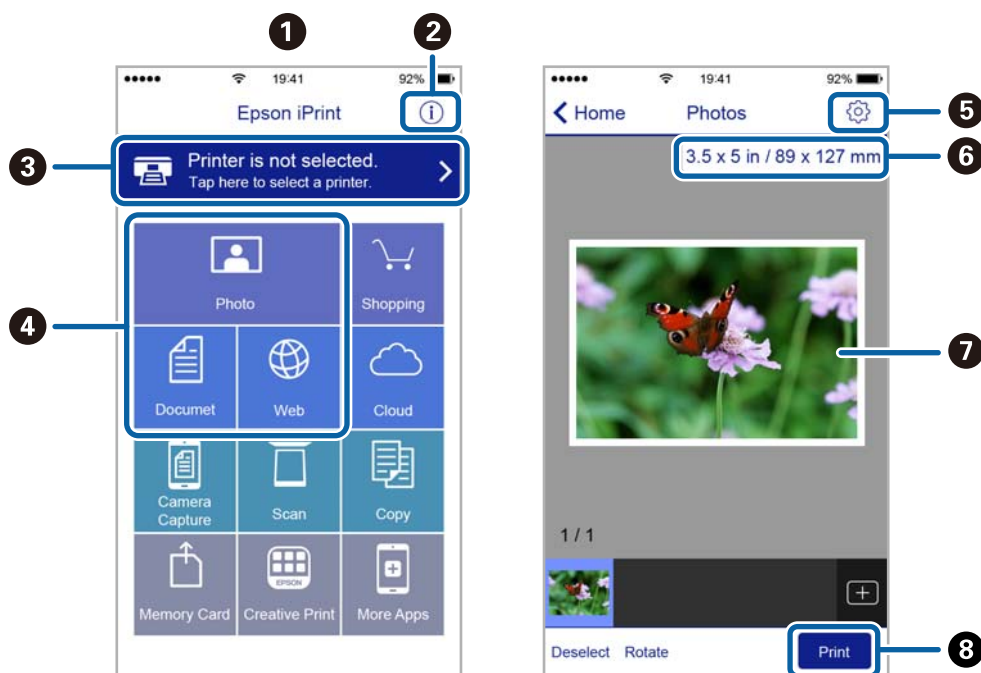 1
2
19:41
92%
Epson iPrint
i
3
Printer is not selected.
Tap here to select a printer.
4
Photo
Shopping
Documet
Web
Cloud
Camera
Capture
Scan
Copy
EPSON
Memory Card
Creative Print
More Apps
19:41
92%
Home
Photos
5
3.5 x 5 in / 89 x 127 mm
6
7
1 / 1
Deselect
Rotate
Print
8